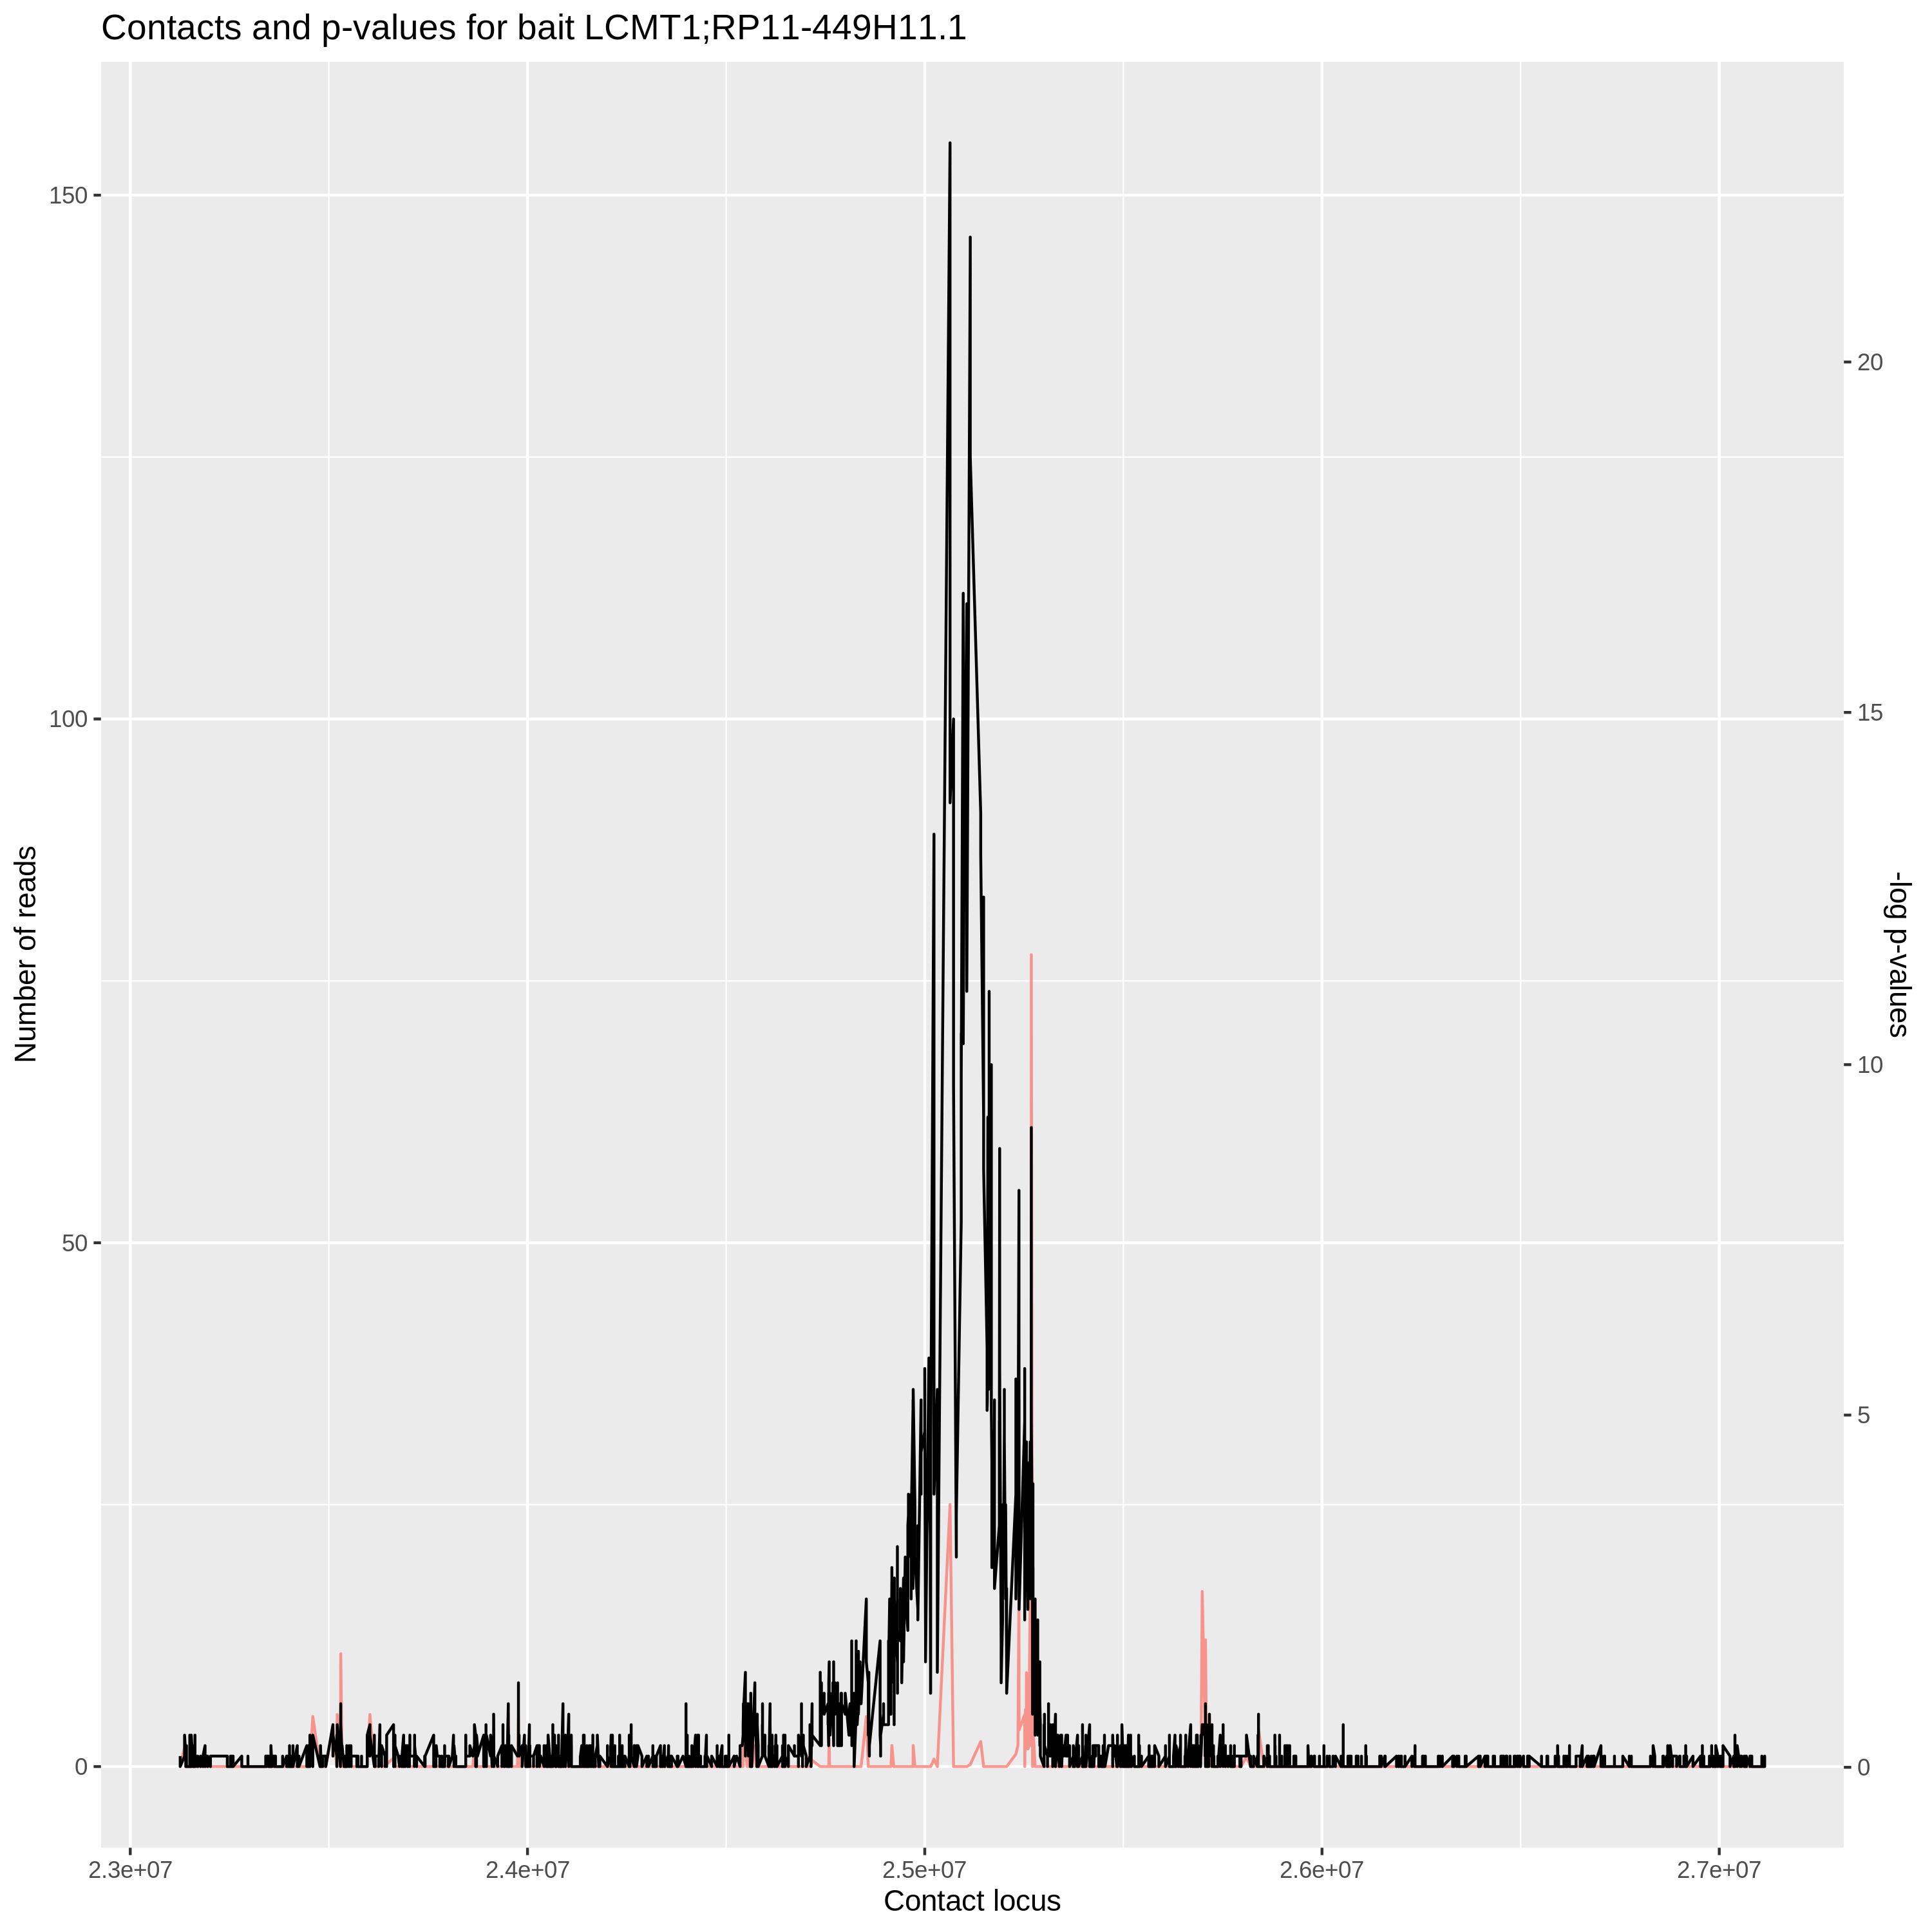 Contacts and p-values for bait LCMT1;RP11-449H11.1
150
100
50
0
Number of reads
20
15
10
5
0
-log p-values
2.3e+07
2.4e+07
2.5e+07
2.6e+07
2.7e+07
Contact locus